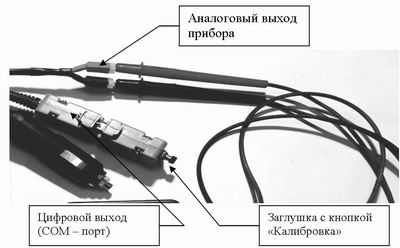 Аналоговый выход
прибора
Цифровой выход
(COM – порт)
Заглушка с кнопкой
«Калибровка»